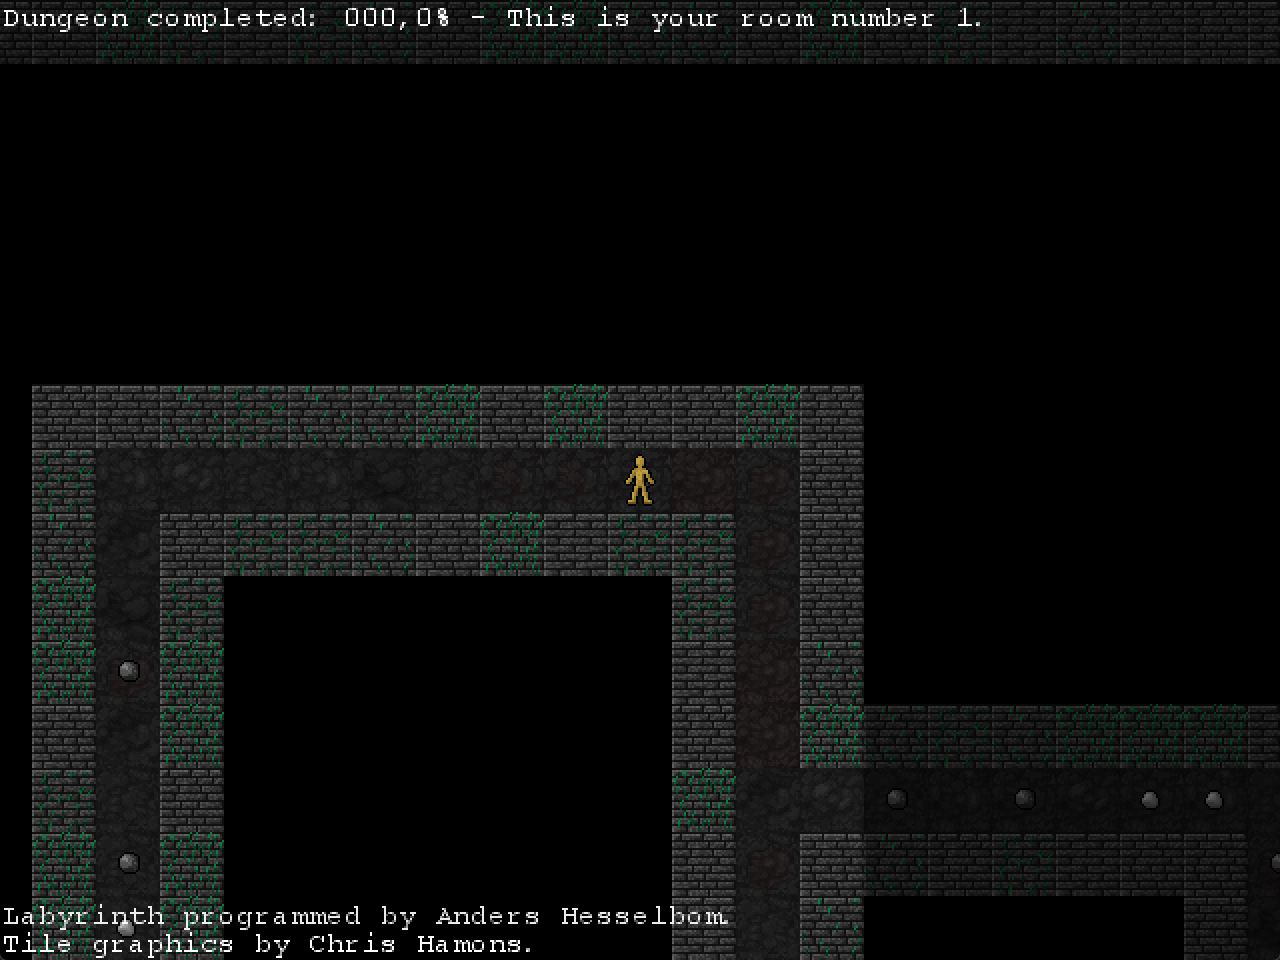 Dungeon completed: 000,0% - This is your room number 1.
Labyrinth programmed by Anders Hesselbom.
Tile graphics by Chris Hamons.